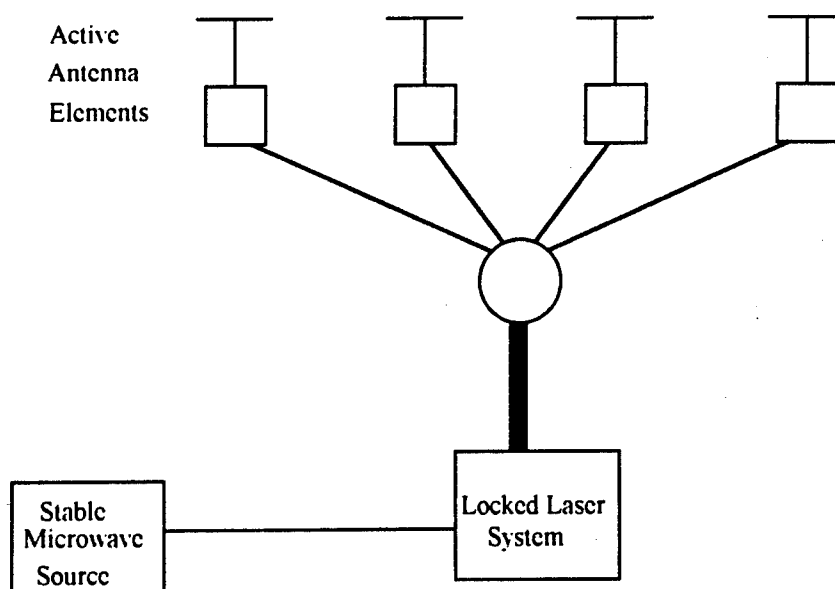 Active
Antenna
Elements
Locked Laser
System
Stable
Microwave
Source